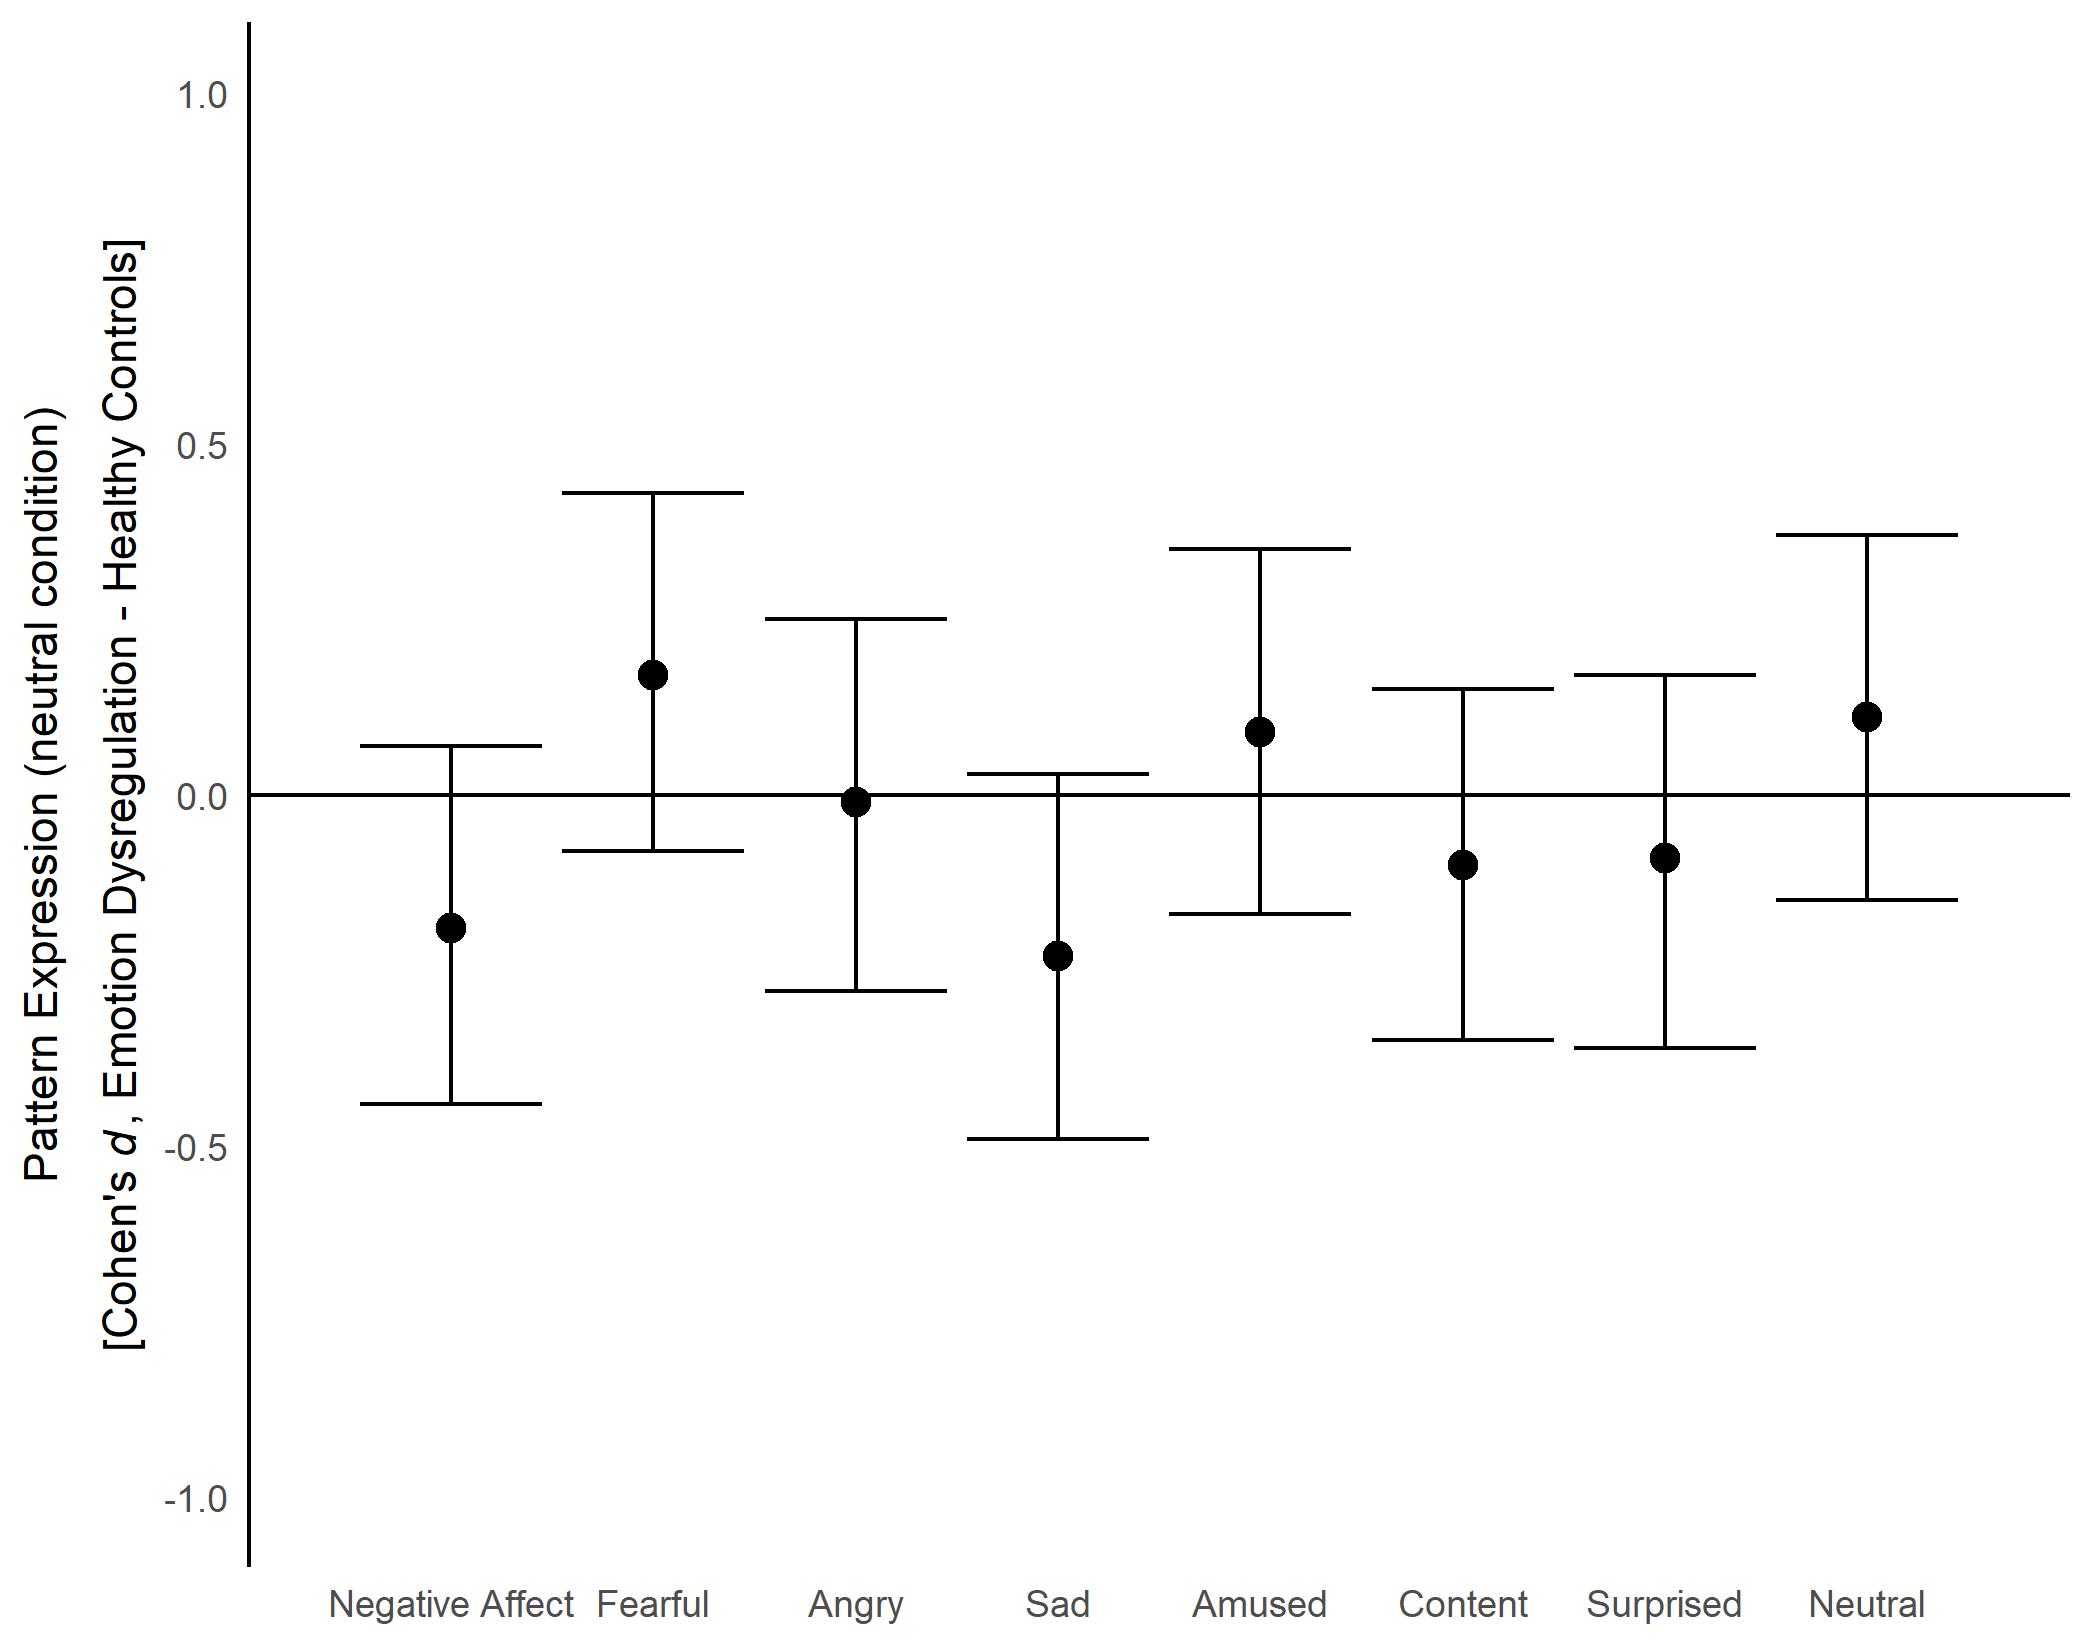 Pattern Expression (neutral condition)
[Cohen's d, Emotion Dysregulation - Healthy Controls]
1.0
0.5
0.0
-0.5
-1.0
Negative Affect Fearful Angry Sad Amused Content Surprised Neutral